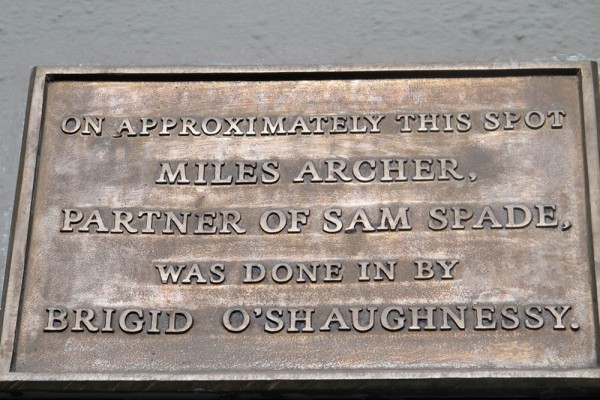 ON APPROXIMATELY THIS SPOT
MILES ARCHER,
PARTNER OF SAM SPADE,
WAS DONE IN BY
BRIGID O'SHAUGHNESSY.